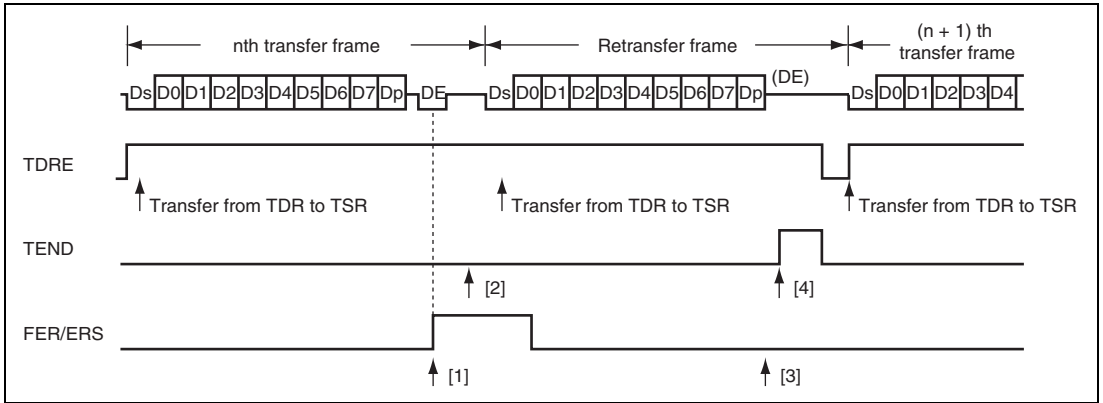 nth transfer frame Retransfer frame (n + 1) th
transfer frame
(DE)
Ds D0 D1 D2 D3 D4 D5 D6 D7 Dp DE Ds D0 D1 D2 D3 D4 D5 D6 D7 Dp Ds D0 D1 D2 D3 D4
TDRE
Transfer from TDR to TSR Transfer from TDR to TSR Transfer from TDR to TSR
TEND
[2] [4]
FER/ERS
[1] [3]